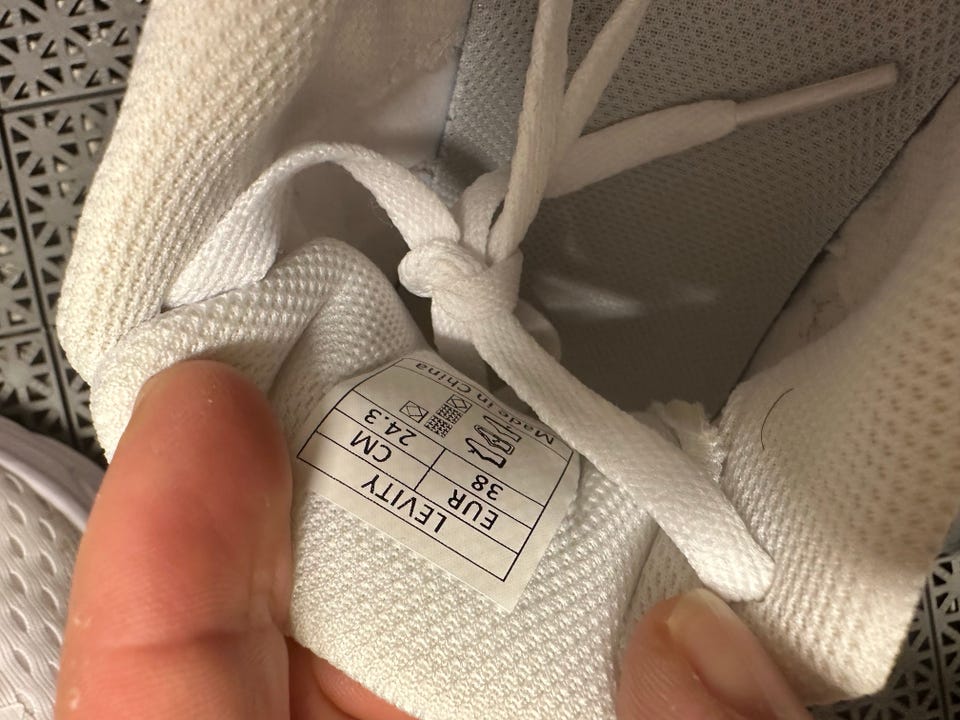 LEVITY
EUR CM
38 24.3
Made in China